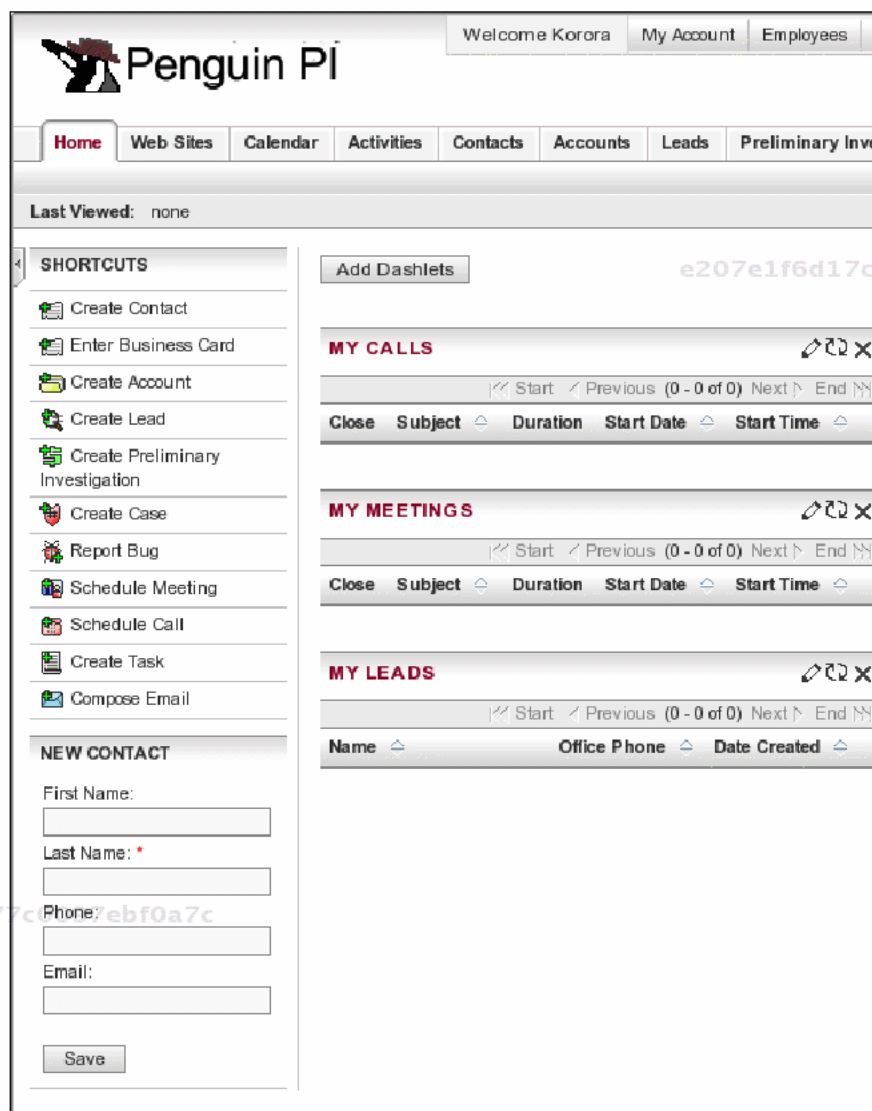 Welcome Korora My Account Employees
Penguin PI
Home Web Sites Calendar Activities Contacts Accounts Leads Preliminary Inve
Last Viewed: none
SHORTCUTS
Create Contact
Enter Business Card
Create Account
Create Lead
Create Preliminary
Investigation
Create Case
Report Bug
Schedule Meeting
Schedule Call
Create Task
Compose Email
NEW CONTACT
First Name:
Last Name: *
Phone:
Email:
Save
Add Dashlets
e207e1f6d17c
MY CALLS
Start Previous (0 - 0 of 0) Next End
Close Subject Duration Start Date Start Time
MY MEETINGS
Start Previous (0 - 0 of 0) Next End
Close Subject Duration Start Date Start Time
MY LEADS
Start Previous (0 - 0 of 0) Next End
Name Office Phone Date Created